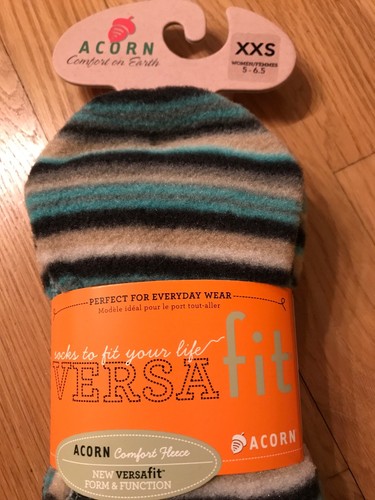 ACORN
Comfort on Earth
XXS
WOMEN/FEMMES
5 - 6.5
PERFECT FOR EVERYDAY WEAR
Modèle idéal pour le port tout-aller
socks to fit your life
VERSA fit
ACORN
ACORN Comfort Fleece
NEW VERSAfit™
FORM & FUNCTION